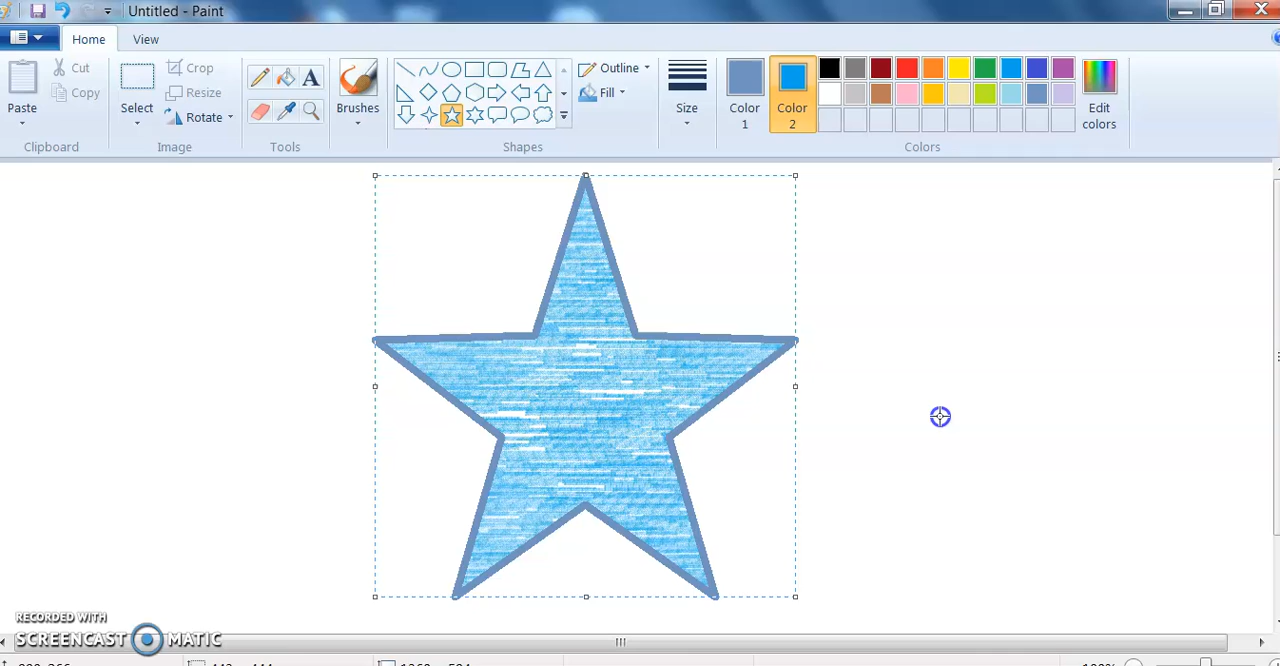 Untitled - Paint
Home
View
Paste
Cut
Copy
Clipboard
Select
Crop
Resize
Rotate
Image
A
Tools
Brushes
Outline
Fill
Shapes
Size
Color 1
Color 2
Edit colors
Colors
RECORDED WITH
SCREENCAST MATIC